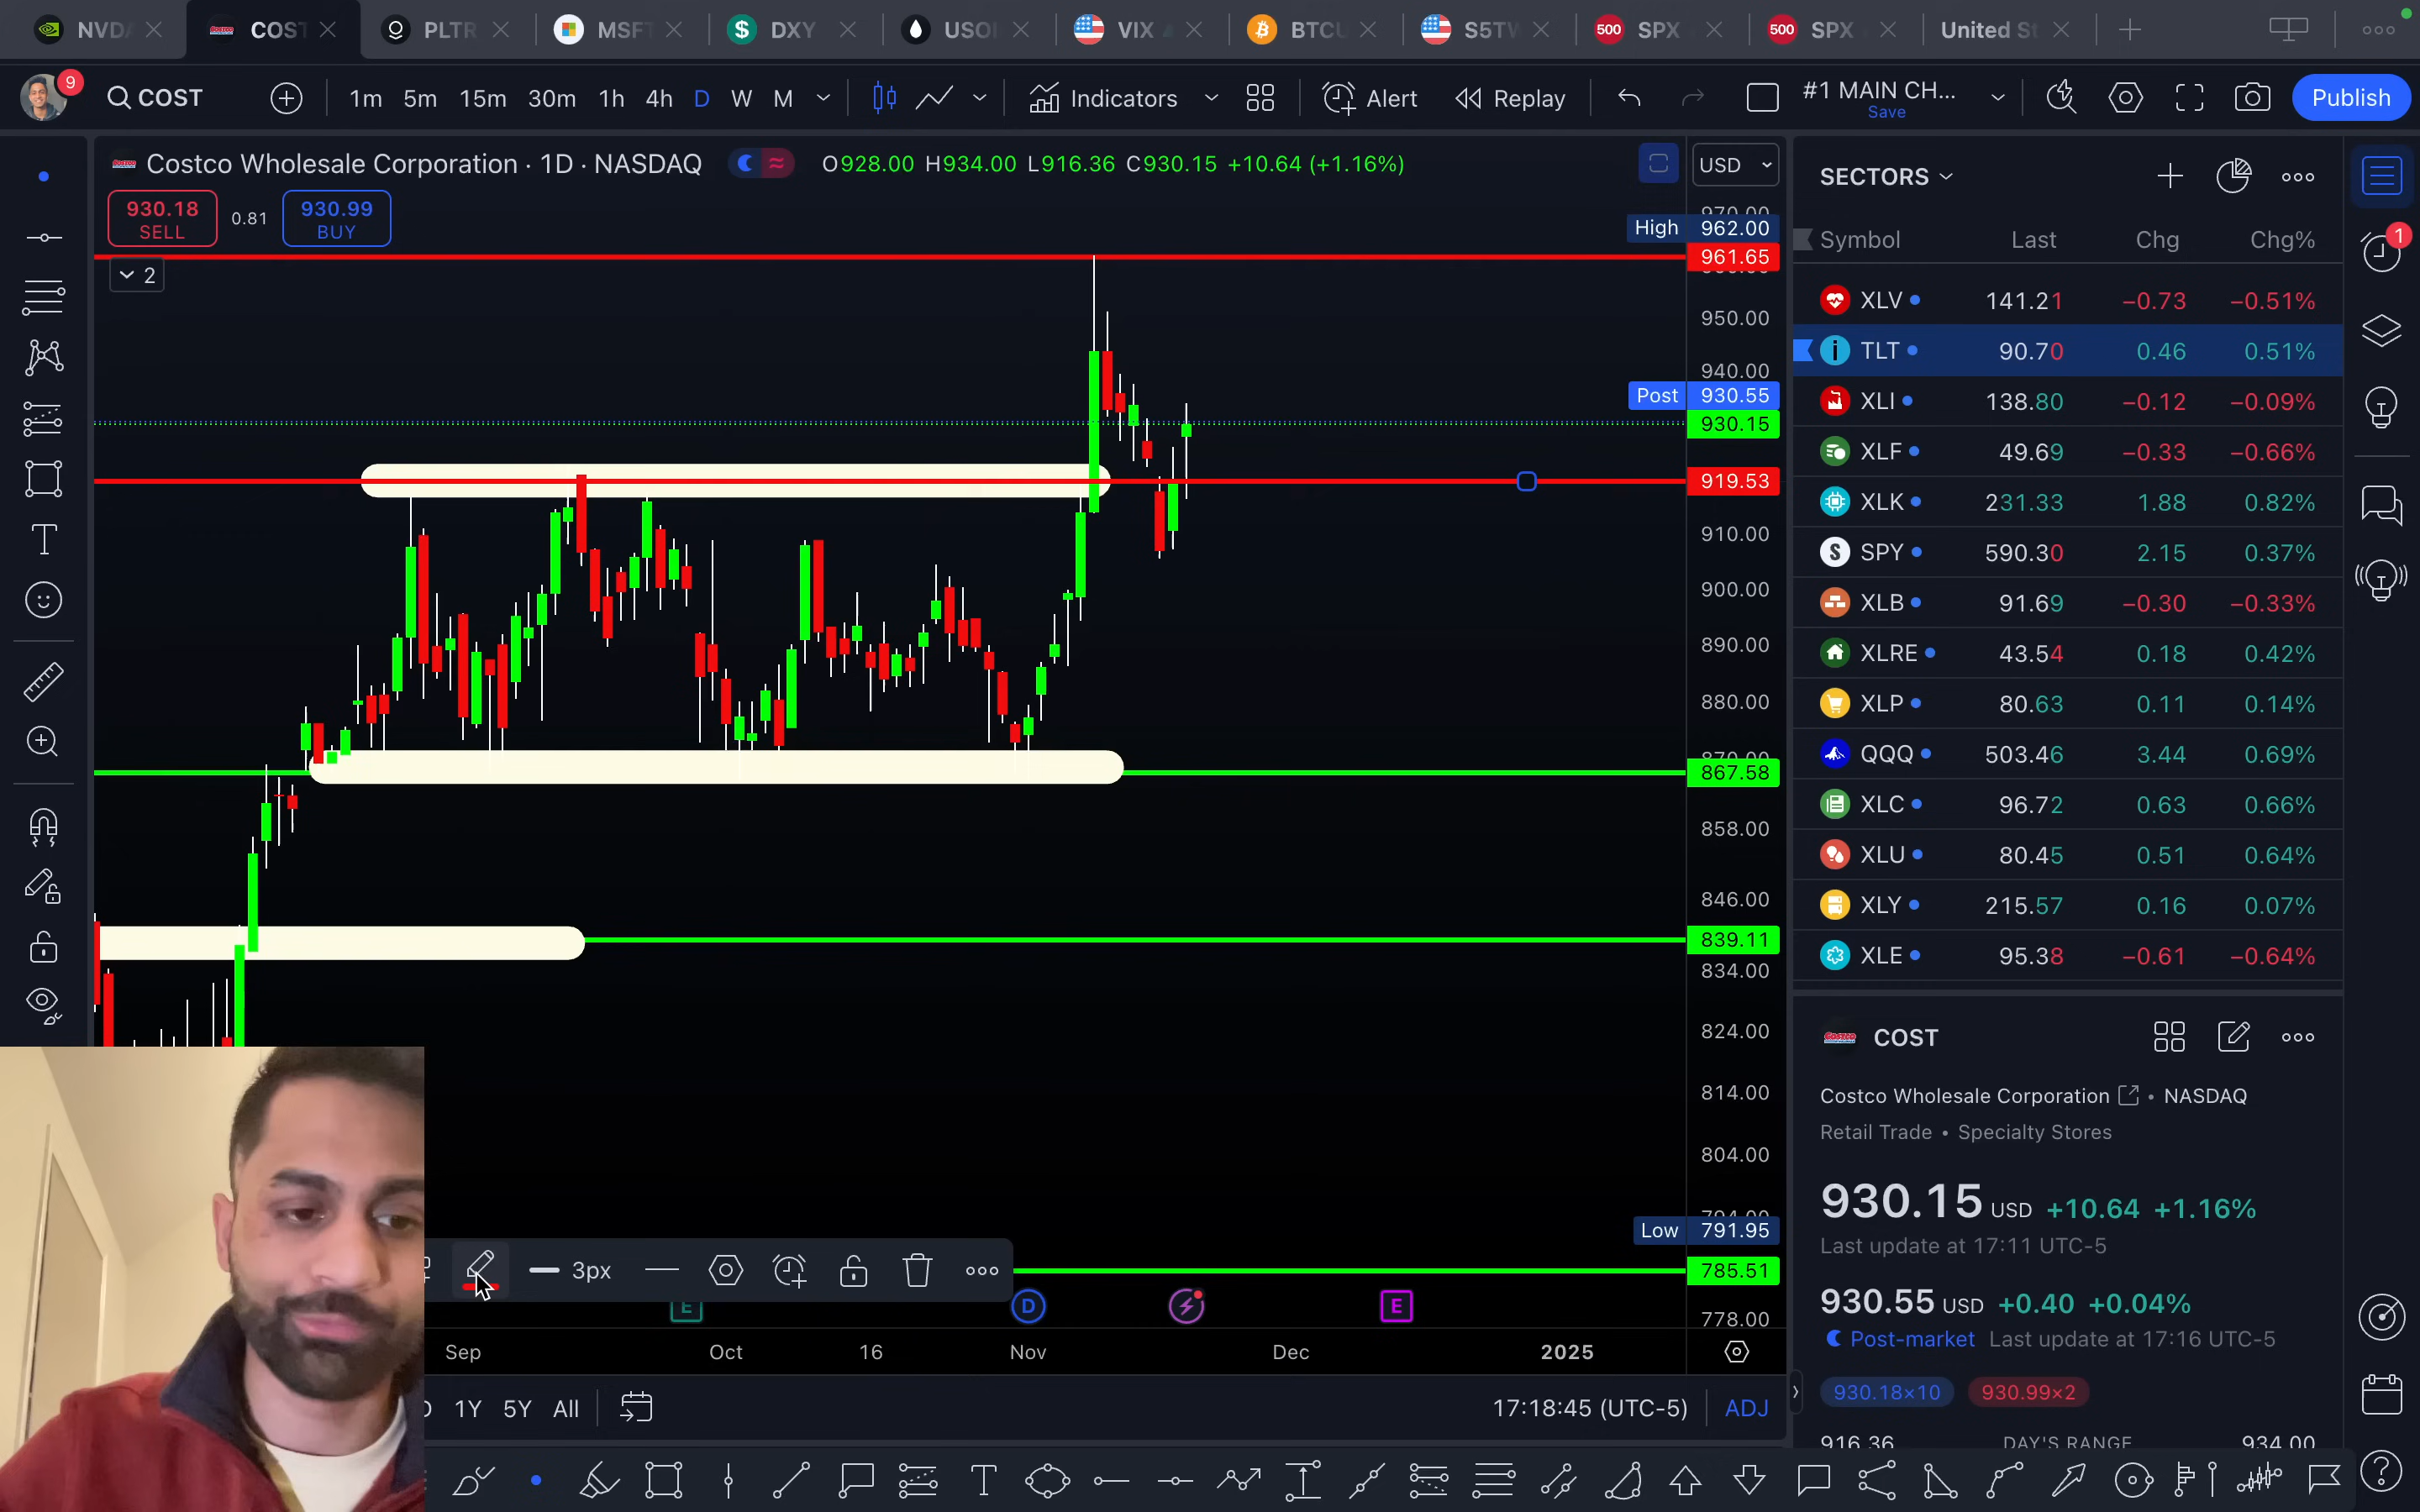 NVDA COST PLTR MSFT DXY USOI VIX BTCU S5TW 500 SPX 500 SPX United St
9 COST 1m 5m 15m 30m 1h 4h D W M Indicators Alert Replay #1 MAIN CH... Save Publish
Costco Wholesale Corporation · 1D · NASDAQ O928.00 H934.00 L916.36 C930.15 +10.64 (+1.16%) USD
930.18 SELL 0.81 930.99 BUY
2
970.00
High 962.00
961.65
950.00
940.00
Post 930.55
930.15
919.53
910.00
900.00
890.00
880.00
867.58
858.00
846.00
839.11
834.00
824.00
814.00
804.00
Low 791.95
785.51
778.00
3px
E D E
Sep Oct 16 Nov Dec 2025
1Y 5Y All 17:18:45 (UTC-5) ADJ
SECTORS
1
Symbol Last Chg Chg%
XLV 141.21 −0.73 −0.51%
TLT 90.70 0.46 0.51%
XLI 138.80 −0.12 −0.09%
XLF 49.69 −0.33 −0.66%
XLK 231.33 1.88 0.82%
SPY 590.30 2.15 0.37%
XLB 91.69 −0.30 −0.33%
XLRE 43.54 0.18 0.42%
XLP 80.63 0.11 0.14%
QQQ 503.46 3.44 0.69%
XLC 96.72 0.63 0.66%
XLU 80.45 0.51 0.64%
XLY 215.57 0.16 0.07%
XLE 95.38 −0.61 −0.64%
COST
Costco Wholesale Corporation • NASDAQ
Retail Trade • Specialty Stores
930.15 USD +10.64 +1.16%
Last update at 17:11 UTC-5
930.55 USD +0.40 +0.04%
Post-market Last update at 17:16 UTC-5
930.18×10 930.99×2
916.36 DAY'S RANGE 934.00